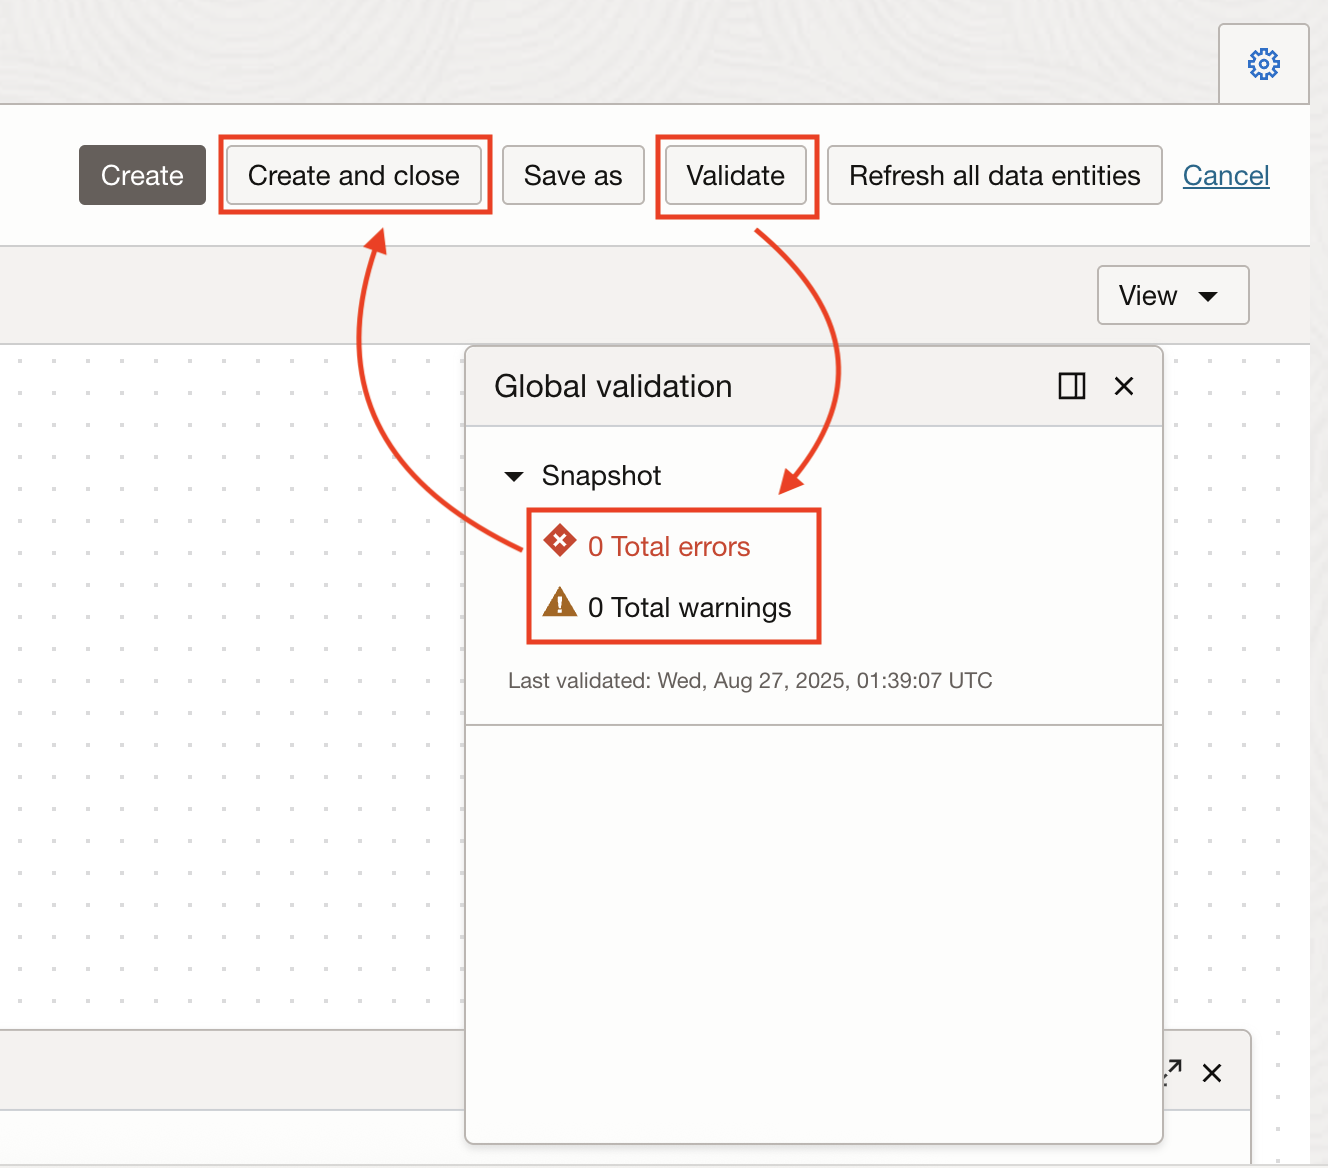 Create
Create and close
Save as
Validate
Refresh all data entities
Cancel
View
Global validation
Snapshot
0 Total errors
0 Total warnings
Last validated: Wed, Aug 27, 2025, 01:39:07 UTC